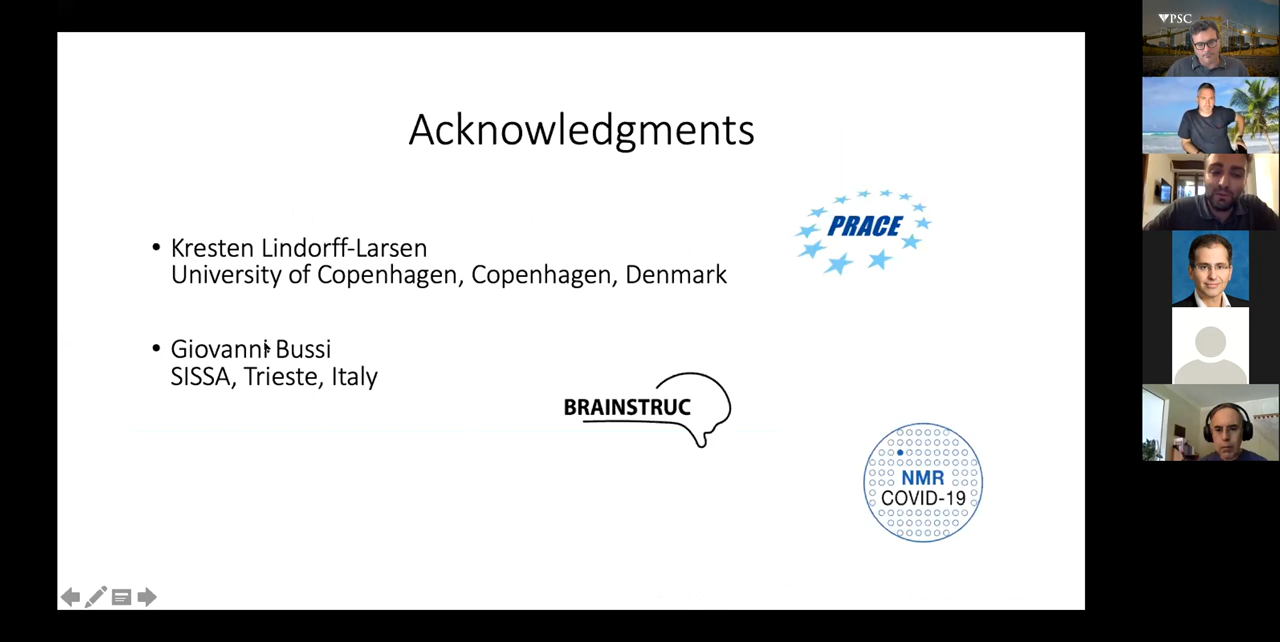 Acknowledgments
• Kresten Lindorff-Larsen
University of Copenhagen, Copenhagen, Denmark
• Giovanni Bussi
SISSA, Trieste, Italy
PRACE
BRAINSTRUC
NMR
COVID-19
PSC